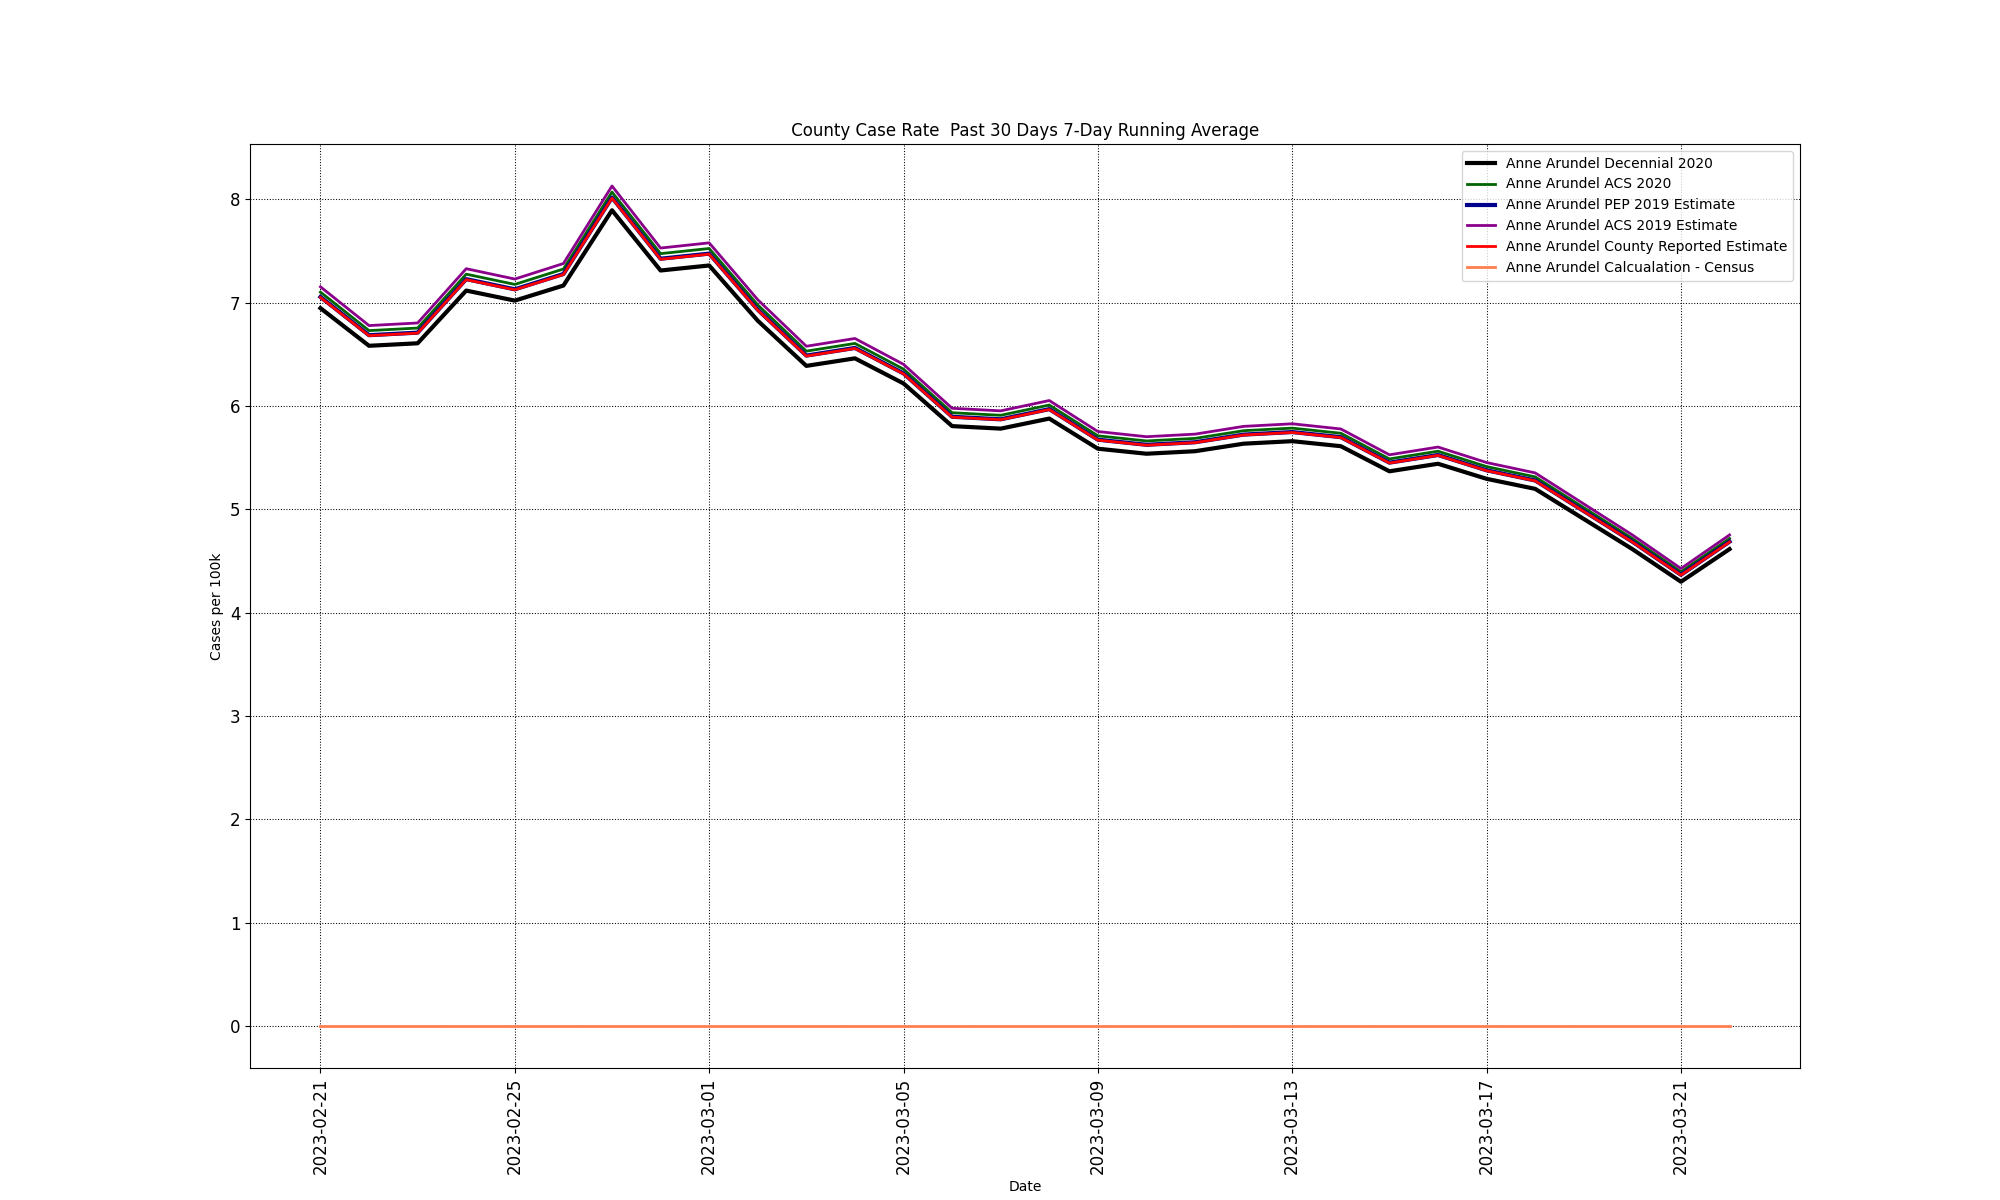 County Case Rate  Past 30 Days 7-Day Running Average
Anne Arundel Decennial 2020
Anne Arundel ACS 2020
Anne Arundel PEP 2019 Estimate
Anne Arundel ACS 2019 Estimate
Anne Arundel County Reported Estimate
Anne Arundel Calcualation - Census
Cases per 100k
8
7
6
5
4
3
2
1
0
2023-02-21
2023-02-25
2023-03-01
2023-03-05
2023-03-09
2023-03-13
2023-03-17
2023-03-21
Date